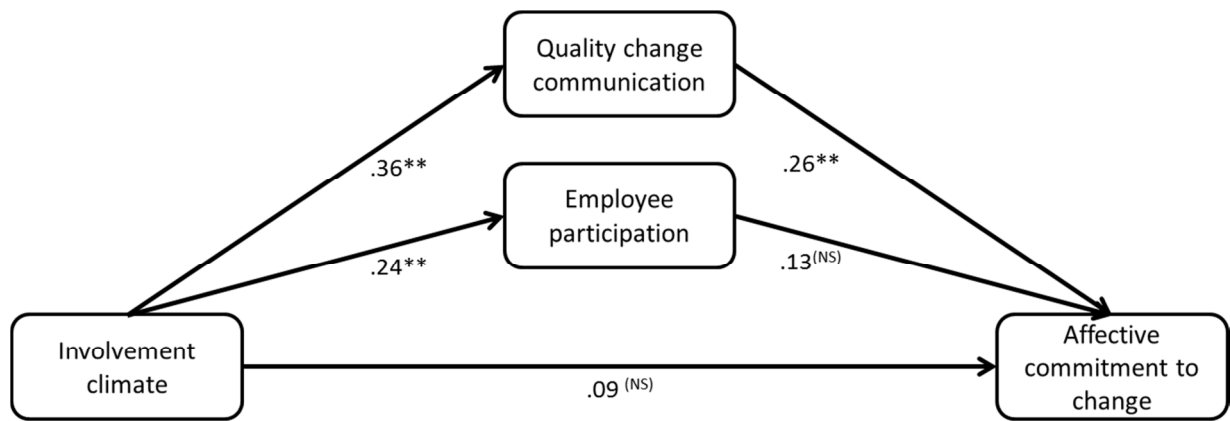 Quality change
communication
.36**
.26**
Employee
participation
.24**
.13(NS)
Involvement
climate
.09 (NS)
Affective
commitment to
change